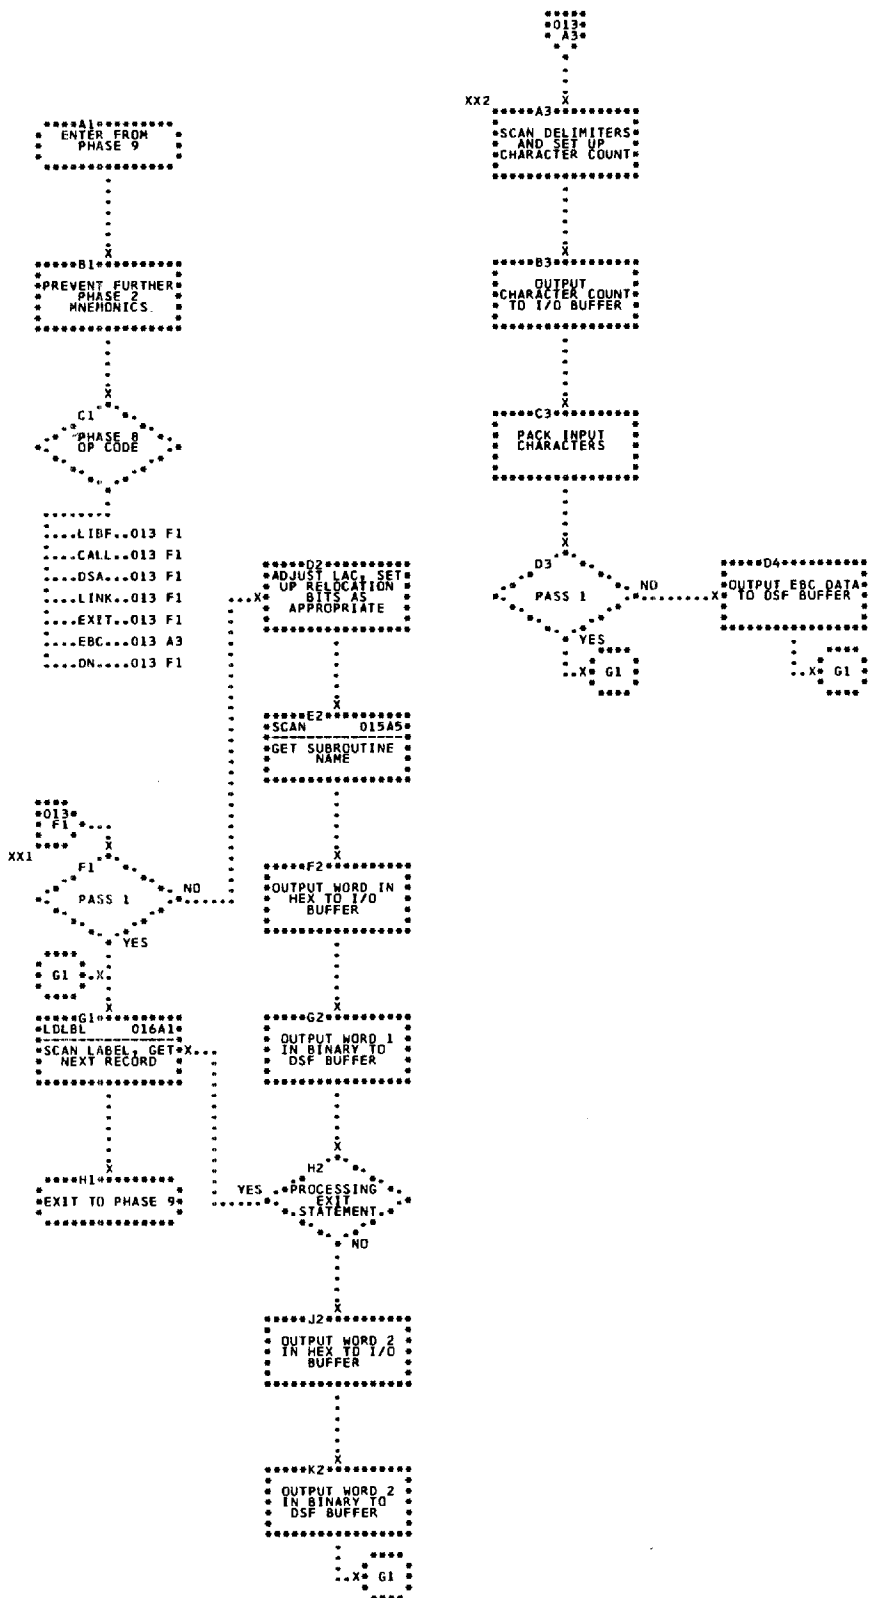 A1
ENTER FROM
PHASE 9
B1
PREVENT FURTHER
PHASE 2
MNEMONICS.
C1
PHASE 8
OP CODE
....LIBF..013 F1
....CALL..013 F1
....DSA...013 F1
....LINK..013 F1
....EXIT..013 F1
....EBC...013 A3
....DN....013 F1
013
F1
XX1
F1
PASS 1
NO
YES
G1
G1
LDLBL 016A1
SCAN LABEL, GET
NEXT RECORD
H1
EXIT TO PHASE 9
D2
ADJUST LAC, SET
UP RELOCATION
BITS AS
APPROPRIATE
E2
SCAN 015A5
GET SUBROUTINE
NAME
F2
OUTPUT WORD IN
HEX TO I/O
BUFFER
G2
OUTPUT WORD 1
IN BINARY TO
DSF BUFFER
H2
YES
PROCESSING
EXIT
STATEMENT
NO
J2
OUTPUT WORD 2
IN HEX TO I/O
BUFFER
K2
OUTPUT WORD 2
IN BINARY TO
DSF BUFFER
G1
013
A3
XX2
A3
SCAN DELIMITERS
AND SET UP
CHARACTER COUNT
B3
OUTPUT
CHARACTER COUNT
TO I/O BUFFER
C3
PACK INPUT
CHARACTERS
D3
PASS 1
NO
YES
G1
D4
OUTPUT EBC DATA
TO DSF BUFFER
G1